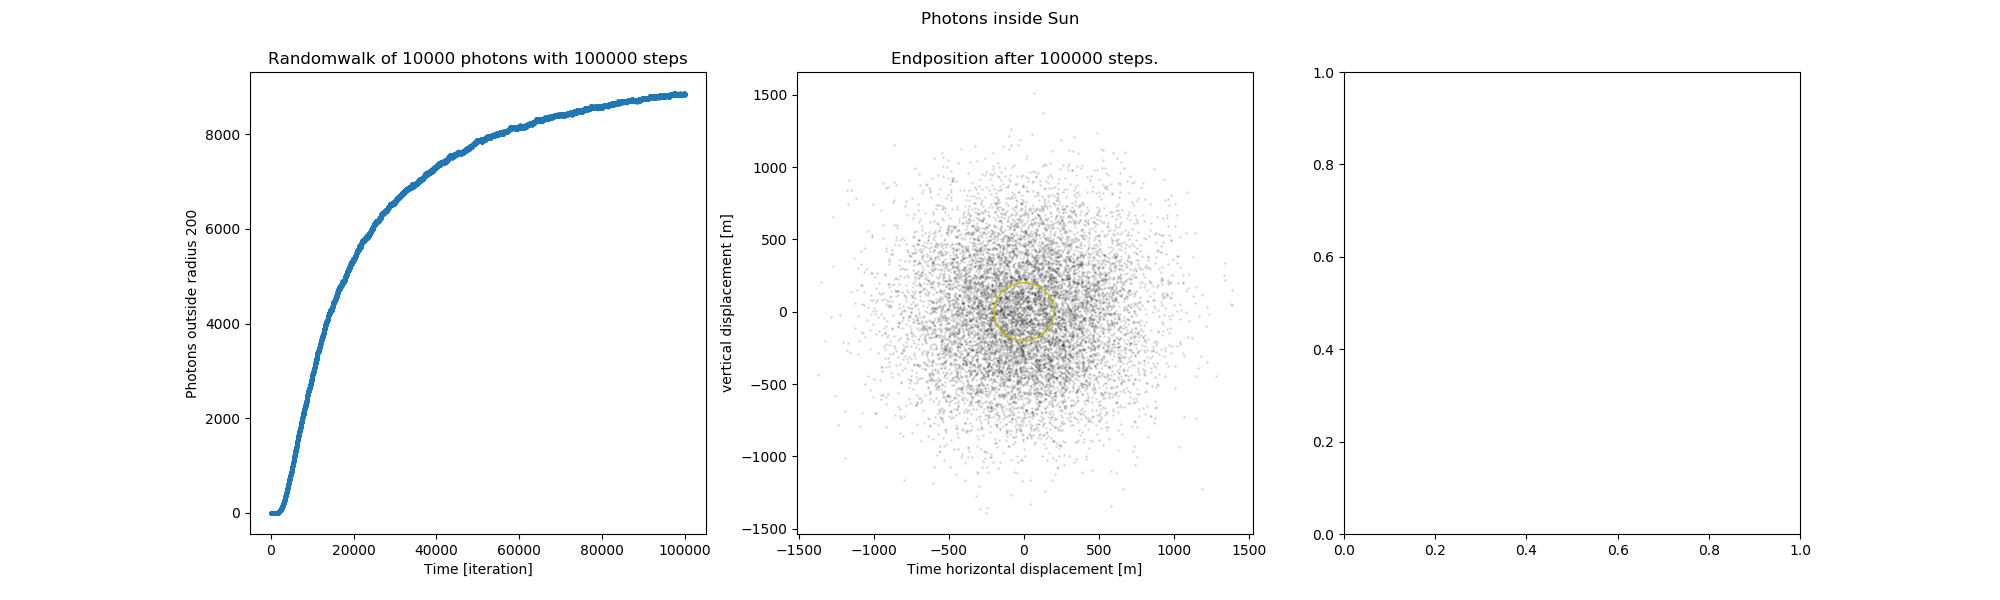 Photons inside Sun
Randomwalk of 10000 photons with 100000 steps
Photons outside radius 200
8000
6000
4000
2000
0
0 20000 40000 60000 80000 100000
Time [iteration]
Endposition after 100000 steps.
vertical displacement [m]
1500
1000
500
0
−500
−1000
−1500
−1500 −1000 −500 0 500 1000 1500
Time horizontal displacement [m]
1.0
0.8
0.6
0.4
0.2
0.0
0.0 0.2 0.4 0.6 0.8 1.0